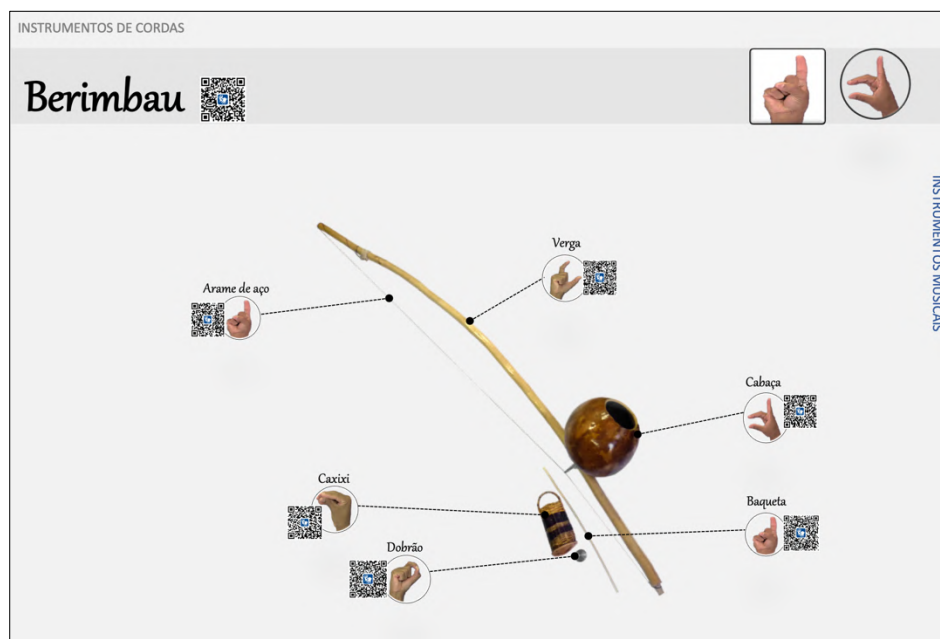 INSTRUMENTOS DE CORDAS
Berimbau
INSTRUMENTOS MUSICAIS
Verga
Arame de aço
Cabaça
Caxixi
Baqueta
Dobrão